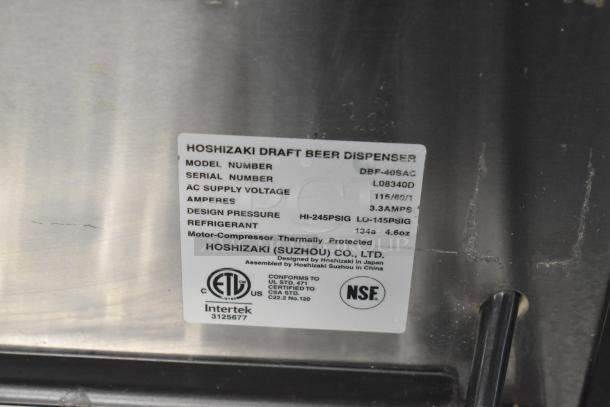 HOSHIZAKI DRAFT BEER DISPENSER
MODEL NUMBER DBF-40SAC
SERIAL NUMBER L08340D
AC SUPPLY VOLTAGE 115/60/1
AMPERES 3.3AMPS
DESIGN PRESSURE HI-245PSIG LO-145PSIG
REFRIGERANT 134a 4.6oz
Motor-Compressor Thermally Protected
HOSHIZAKI (SUZHOU) CO., LTD.
Designed by Hoshizaki in Japan
Assembled by Hoshizaki Suzhou in China
C ETL US
LISTED
CONFORMS TO
UL STD. 471
CERTIFIED TO
CSA STD.
C22.2 No.120
NSF
Intertek
3125677